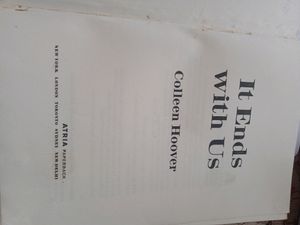 It Ends
With Us
Colleen Hoover
ATRIA PAPERBACK
NEW YORK LONDON TORONTO SYDNEY NEW DELHI